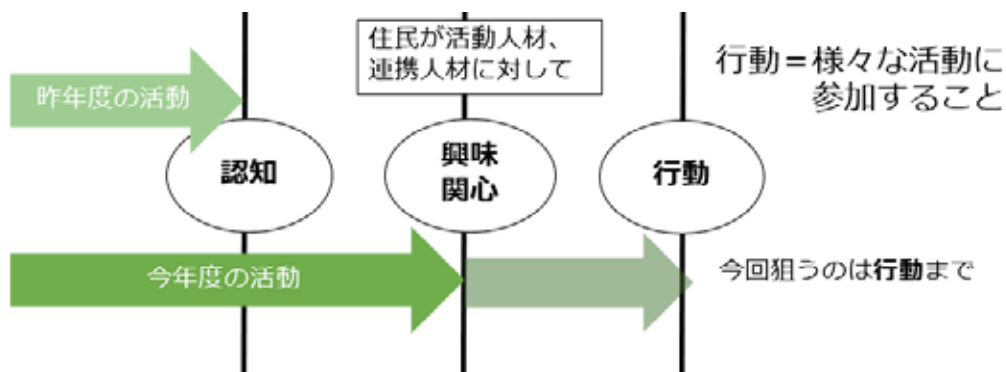 住民が活動人材、
連携人材に対して
行動＝様々な活動に
参加すること
昨年度の活動
認知
興味
関心
行動
今年度の活動
今回狙うのは行動まで